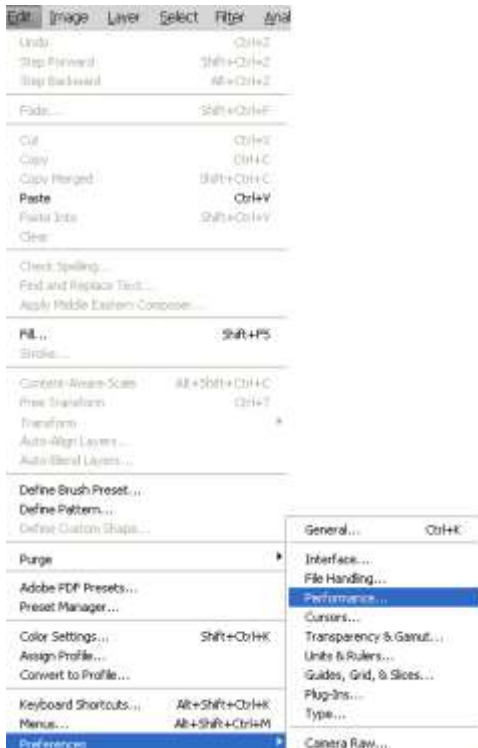 Edit Image Layer Select Filter Anal
Undo Ctrl+Z
Step Forward Shift+Ctrl+Z
Step Backward Alt+Ctrl+Z
Fade... Shift+Ctrl+F
Cut Ctrl+X
Copy Ctrl+C
Copy Merged Shift+Ctrl+C
Paste Ctrl+V
Paste Into Shift+Ctrl+V
Clear
Check Spelling...
Find and Replace Text...
Apply Middle Eastern Composer...
Fill... Shift+F5
Stroke...
Content-Aware Scale Alt+Shift+Ctrl+C
Free Transform Ctrl+T
Transform
Auto-Align Layers...
Auto-Blend Layers...
Define Brush Preset...
Define Pattern...
Define Custom Shape...
Purge
Adobe PDF Presets...
Preset Manager...
Color Settings... Shift+Ctrl+K
Assign Profile...
Convert to Profile...
Keyboard Shortcuts... Alt+Shift+Ctrl+K
Menus... Alt+Shift+Ctrl+M
Preferences
General... Ctrl+K
Interface...
File Handling...
Performance...
Cursors...
Transparency & Gamut...
Units & Rulers...
Guides, Grid, & Slices...
Plug-Ins...
Type...
Camera Raw...